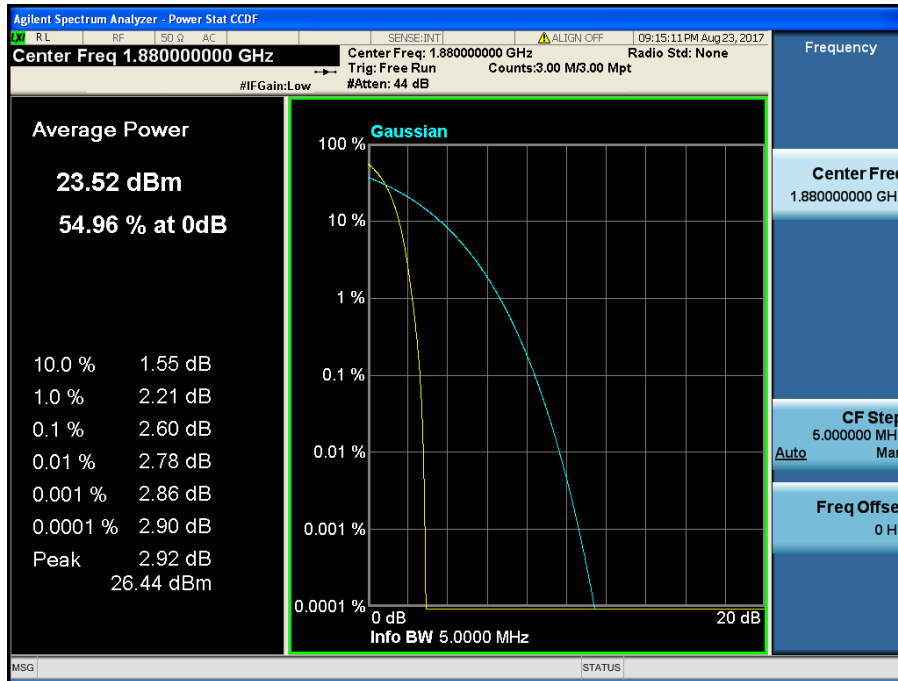 Agilent Spectrum Analyzer - Power Stat CCDF
LXI RL RF 50 Ω AC SENSE:INT ALIGN OFF 09:15:11 PM Aug 23, 2017
Center Freq 1.880000000 GHz
Center Freq: 1.880000000 GHz Radio Std: None
Trig: Free Run Counts:3.00 M/3.00 Mpt
#IFGain:Low #Atten: 44 dB
Frequency
Average Power
23.52 dBm
54.96 % at 0dB
10.0 % 1.55 dB
1.0 % 2.21 dB
0.1 % 2.60 dB
0.01 % 2.78 dB
0.001 % 2.86 dB
0.0001 % 2.90 dB
Peak 2.92 dB
26.44 dBm
Gaussian
100 %
10 %
1 %
0.1 %
0.01 %
0.001 %
0.0001 %
0 dB 20 dB
Info BW 5.0000 MHz
Center Fre
1.880000000 GH
CF Step
5.000000 MH
Auto Man
Freq Offse
0 H
MSG STATUS